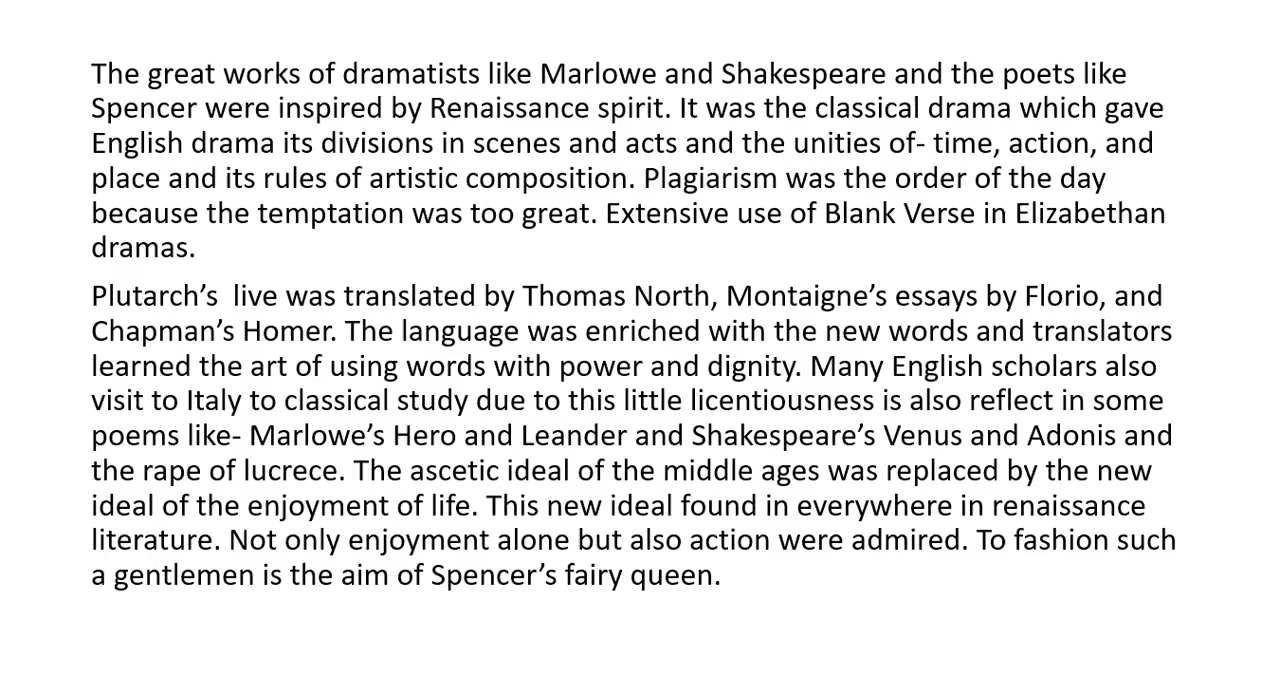 The great works of dramatists like Marlowe and Shakespeare and the poets like
Spencer were inspired by Renaissance spirit. It was the classical drama which gave
English drama its divisions in scenes and acts and the unities of- time, action, and
place and its rules of artistic composition. Plagiarism was the order of the day
because the temptation was too great. Extensive use of Blank Verse in Elizabethan
dramas.
Plutarch’s  live was translated by Thomas North, Montaigne’s essays by Florio, and
Chapman’s Homer. The language was enriched with the new words and translators
learned the art of using words with power and dignity. Many English scholars also
visit to Italy to classical study due to this little licentiousness is also reflect in some
poems like- Marlowe’s Hero and Leander and Shakespeare’s Venus and Adonis and
the rape of lucrece. The ascetic ideal of the middle ages was replaced by the new
ideal of the enjoyment of life. This new ideal found in everywhere in renaissance
literature. Not only enjoyment alone but also action were admired. To fashion such
a gentlemen is the aim of Spencer’s fairy queen.